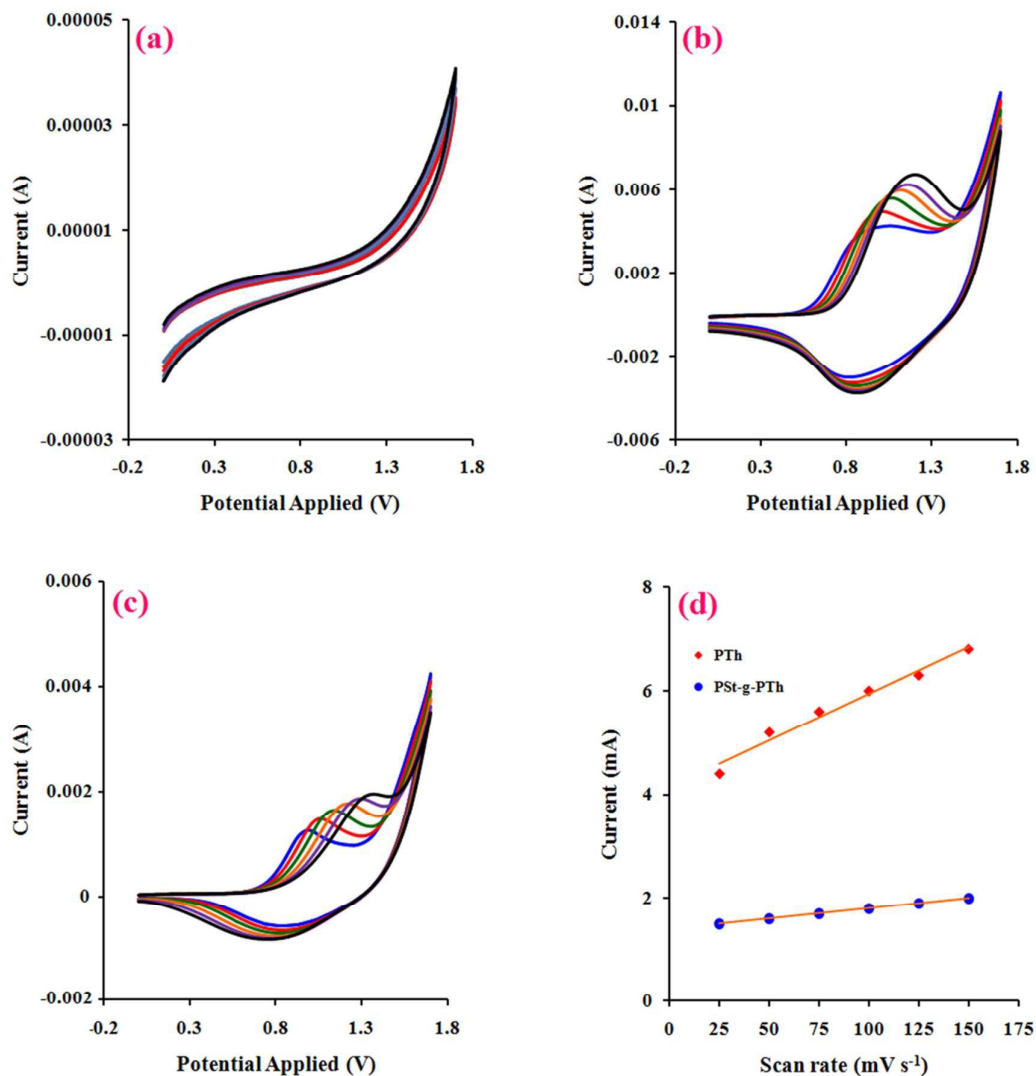 (a)
0.00005
0.00003
0.00001
-0.00001
-0.00003
Current (A)
-0.2 0.3 0.8 1.3 1.8
Potential Applied (V)
(b)
0.014
0.01
0.006
0.002
-0.002
-0.006
Current (A)
-0.2 0.3 0.8 1.3 1.8
Potential Applied (V)
(c)
0.006
0.004
0.002
0
-0.002
Current (A)
-0.2 0.3 0.8 1.3 1.8
Potential Applied (V)
(d)
8
6
4
2
0
Current (mA)
PTh
PSt-g-PTh
0 25 50 75 100 125 150 175
Scan rate (mV s-1)